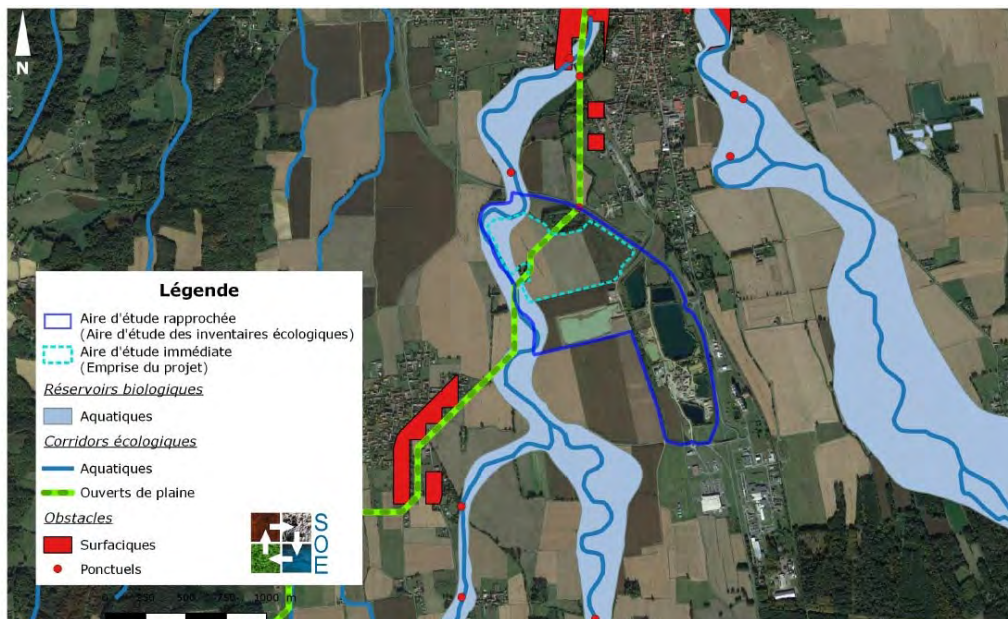 N
Légende
Aire d'étude rapprochée
(Aire d'étude des inventaires écologiques)
Aire d'étude immédiate
(Emprise du projet)
Réservoirs biologiques
Aquatiques
Corridors écologiques
Aquatiques
Ouverts de plaine
Obstacles
Surfaciques
Ponctuels
SOE
0 250 500 750 1000 m